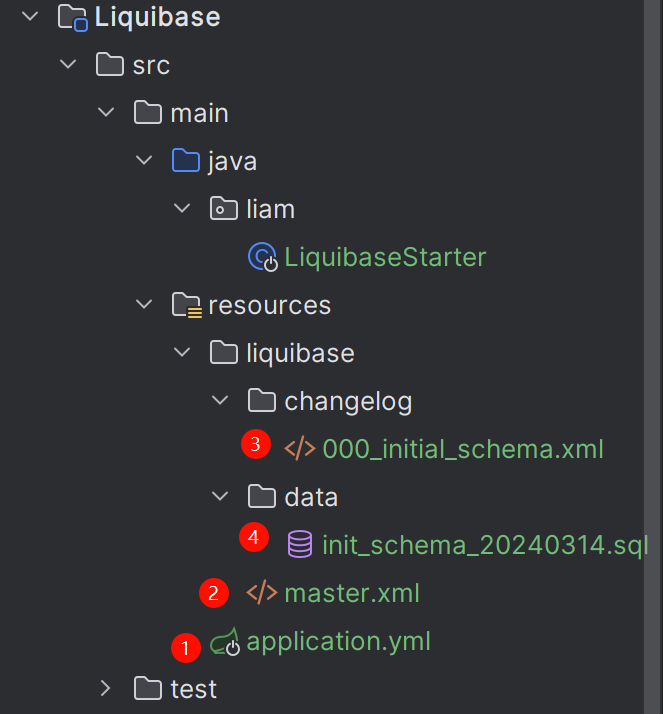 Liquibase
src
main
java
liam
LiquibaseStarter
resources
liquibase
changelog
3 000_initial_schema.xml
data
4 init_schema_20240314.sql
2 master.xml
1 application.yml
test